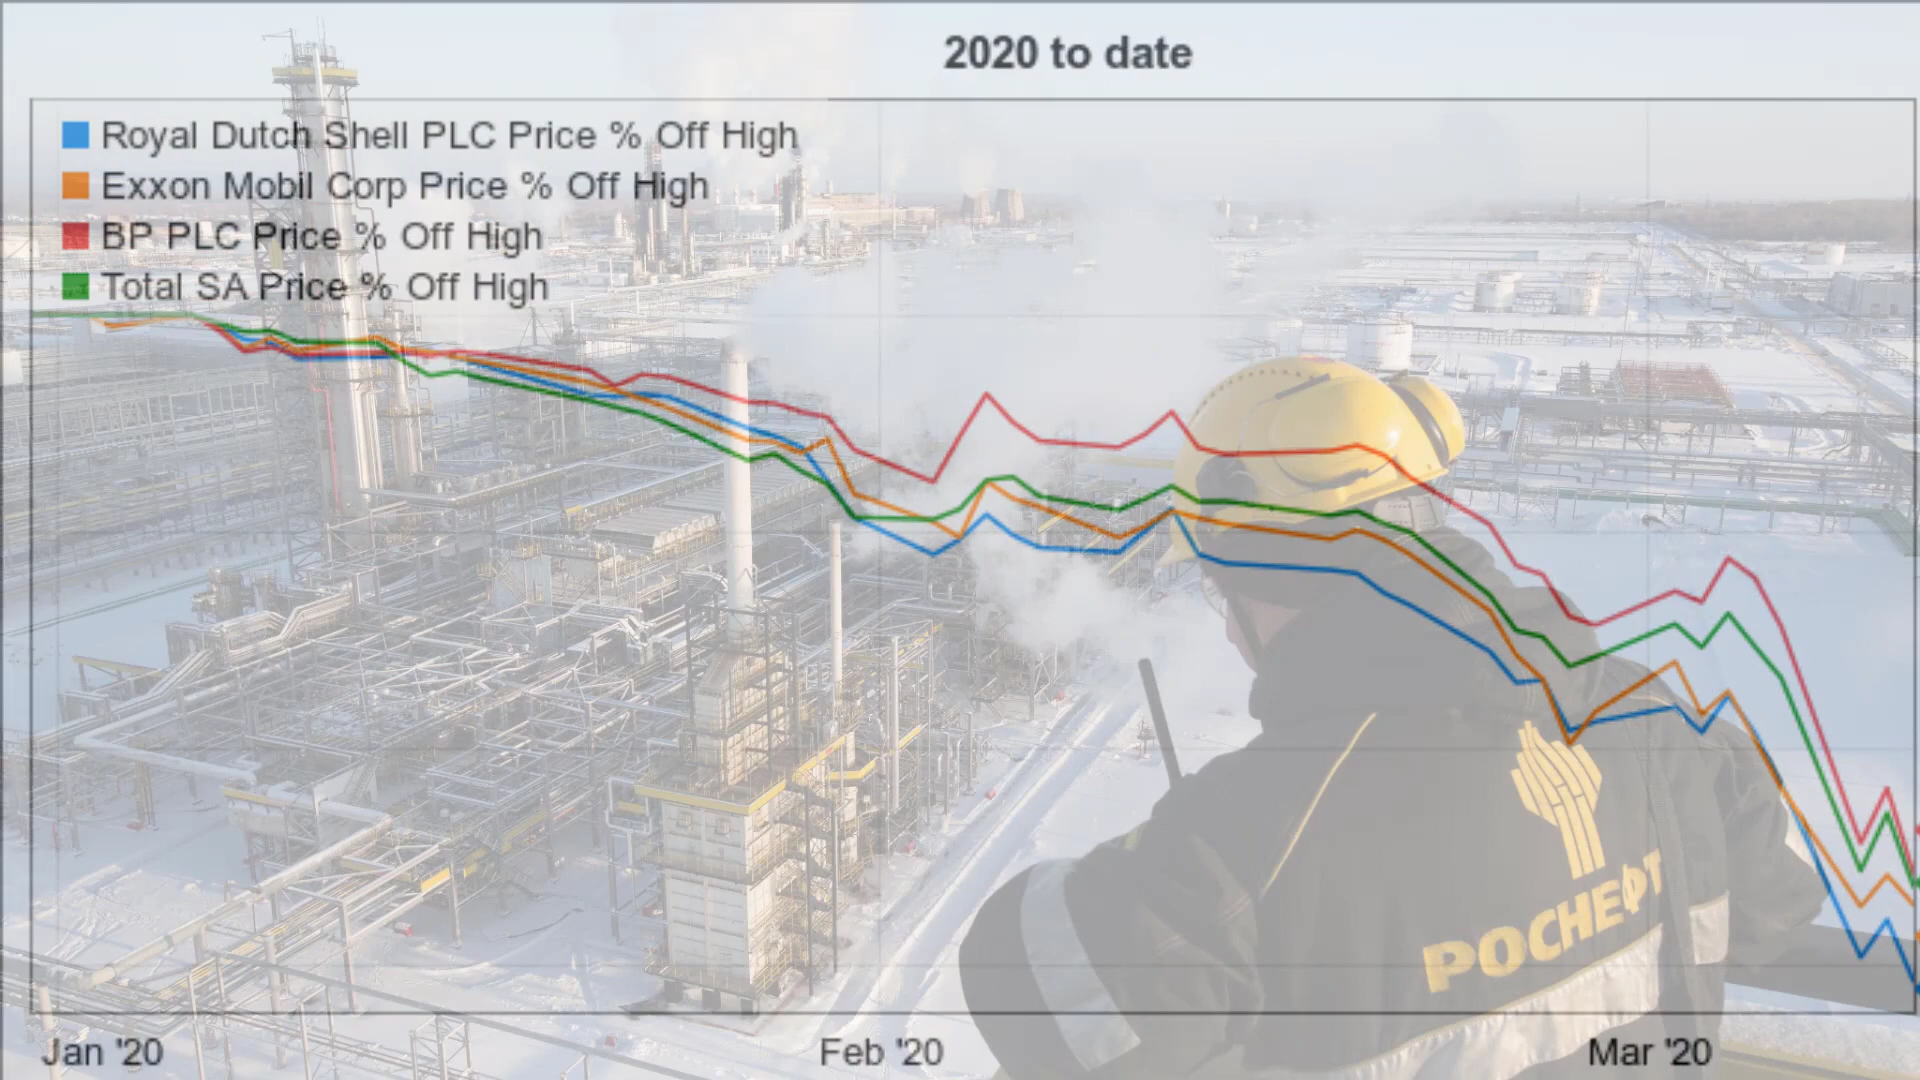 2020 to date
Royal Dutch Shell PLC Price % Off High
Exxon Mobil Corp Price % Off High
BP PLC Price % Off High
Total SA Price % Off High
РОСНЕФТ
Jan '20
Feb '20
Mar '20